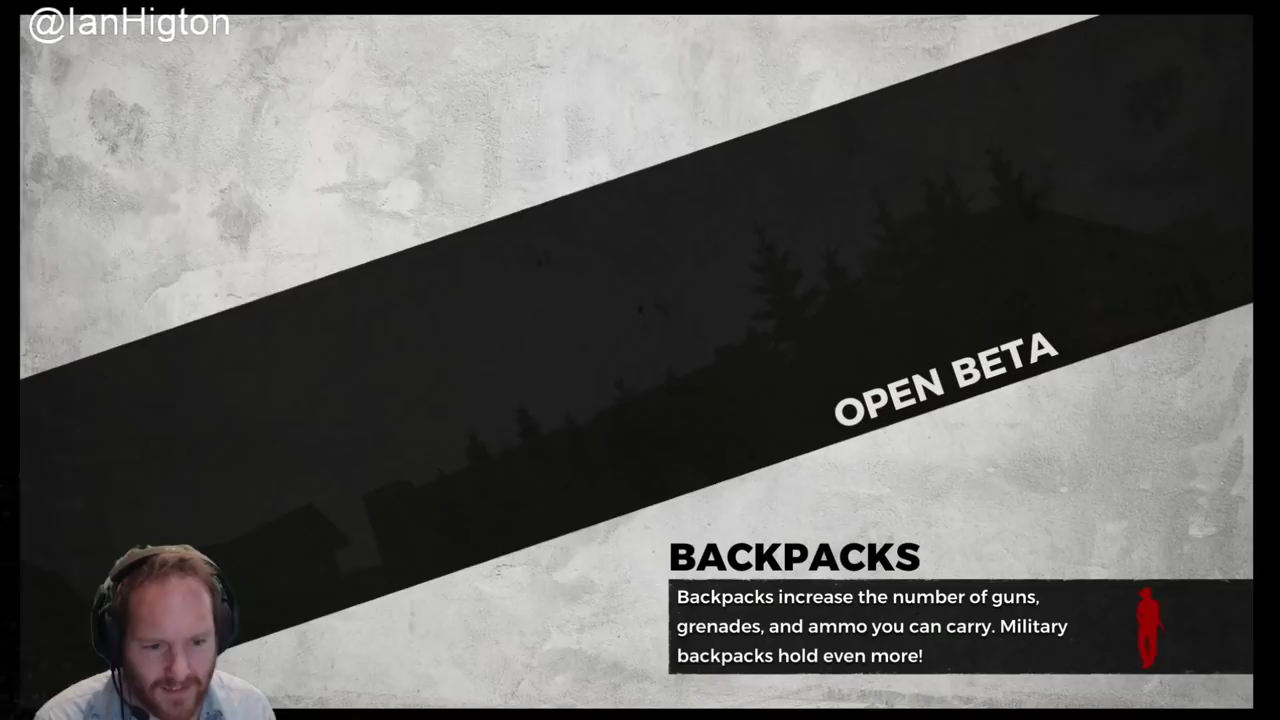 @IanHigton
OPEN BETA
BACKPACKS
Backpacks increase the number of guns,
grenades, and ammo you can carry. Military
backpacks hold even more!